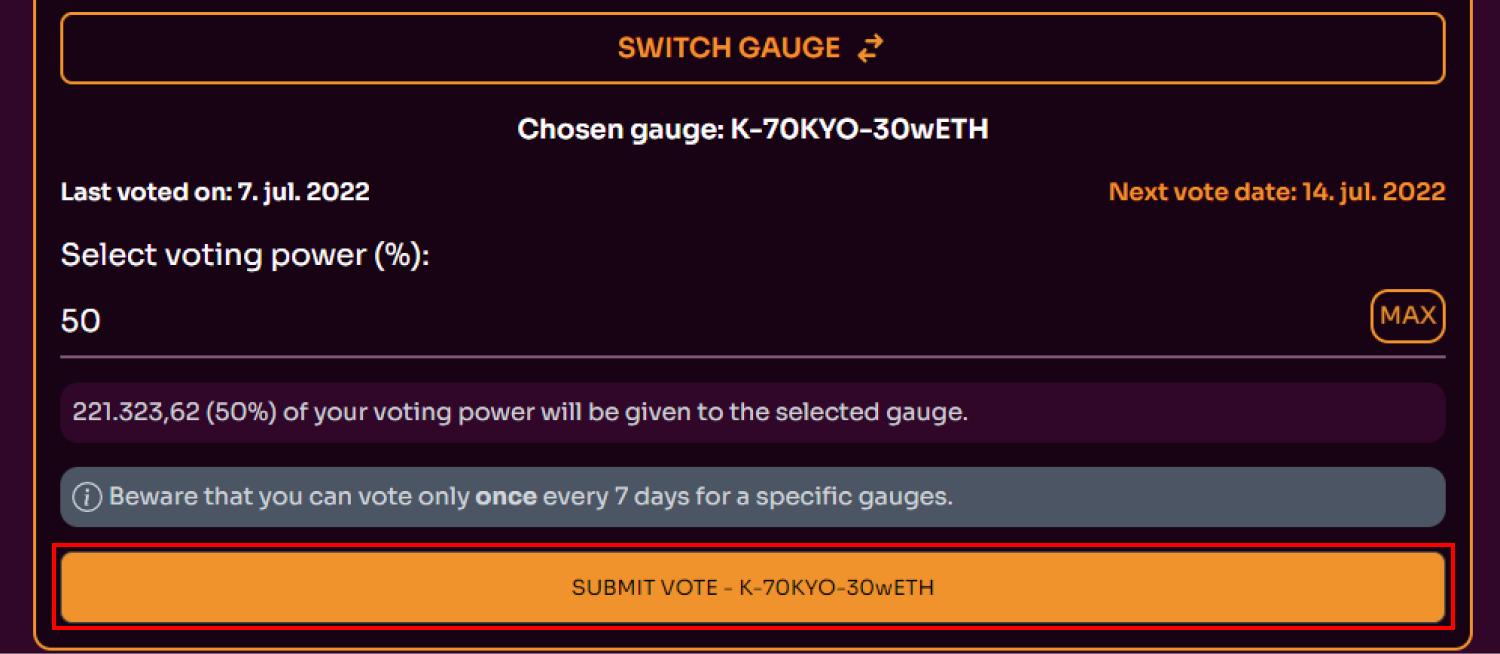 SWITCH GAUGE
Chosen gauge: K-70KYO-30wETH
Last voted on: 7. jul. 2022
Next vote date: 14. jul. 2022
Select voting power (%):
50
MAX
221.323,62 (50%) of your voting power will be given to the selected gauge.
Beware that you can vote only once every 7 days for a specific gauges.
SUBMIT VOTE - K-70KYO-30wETH